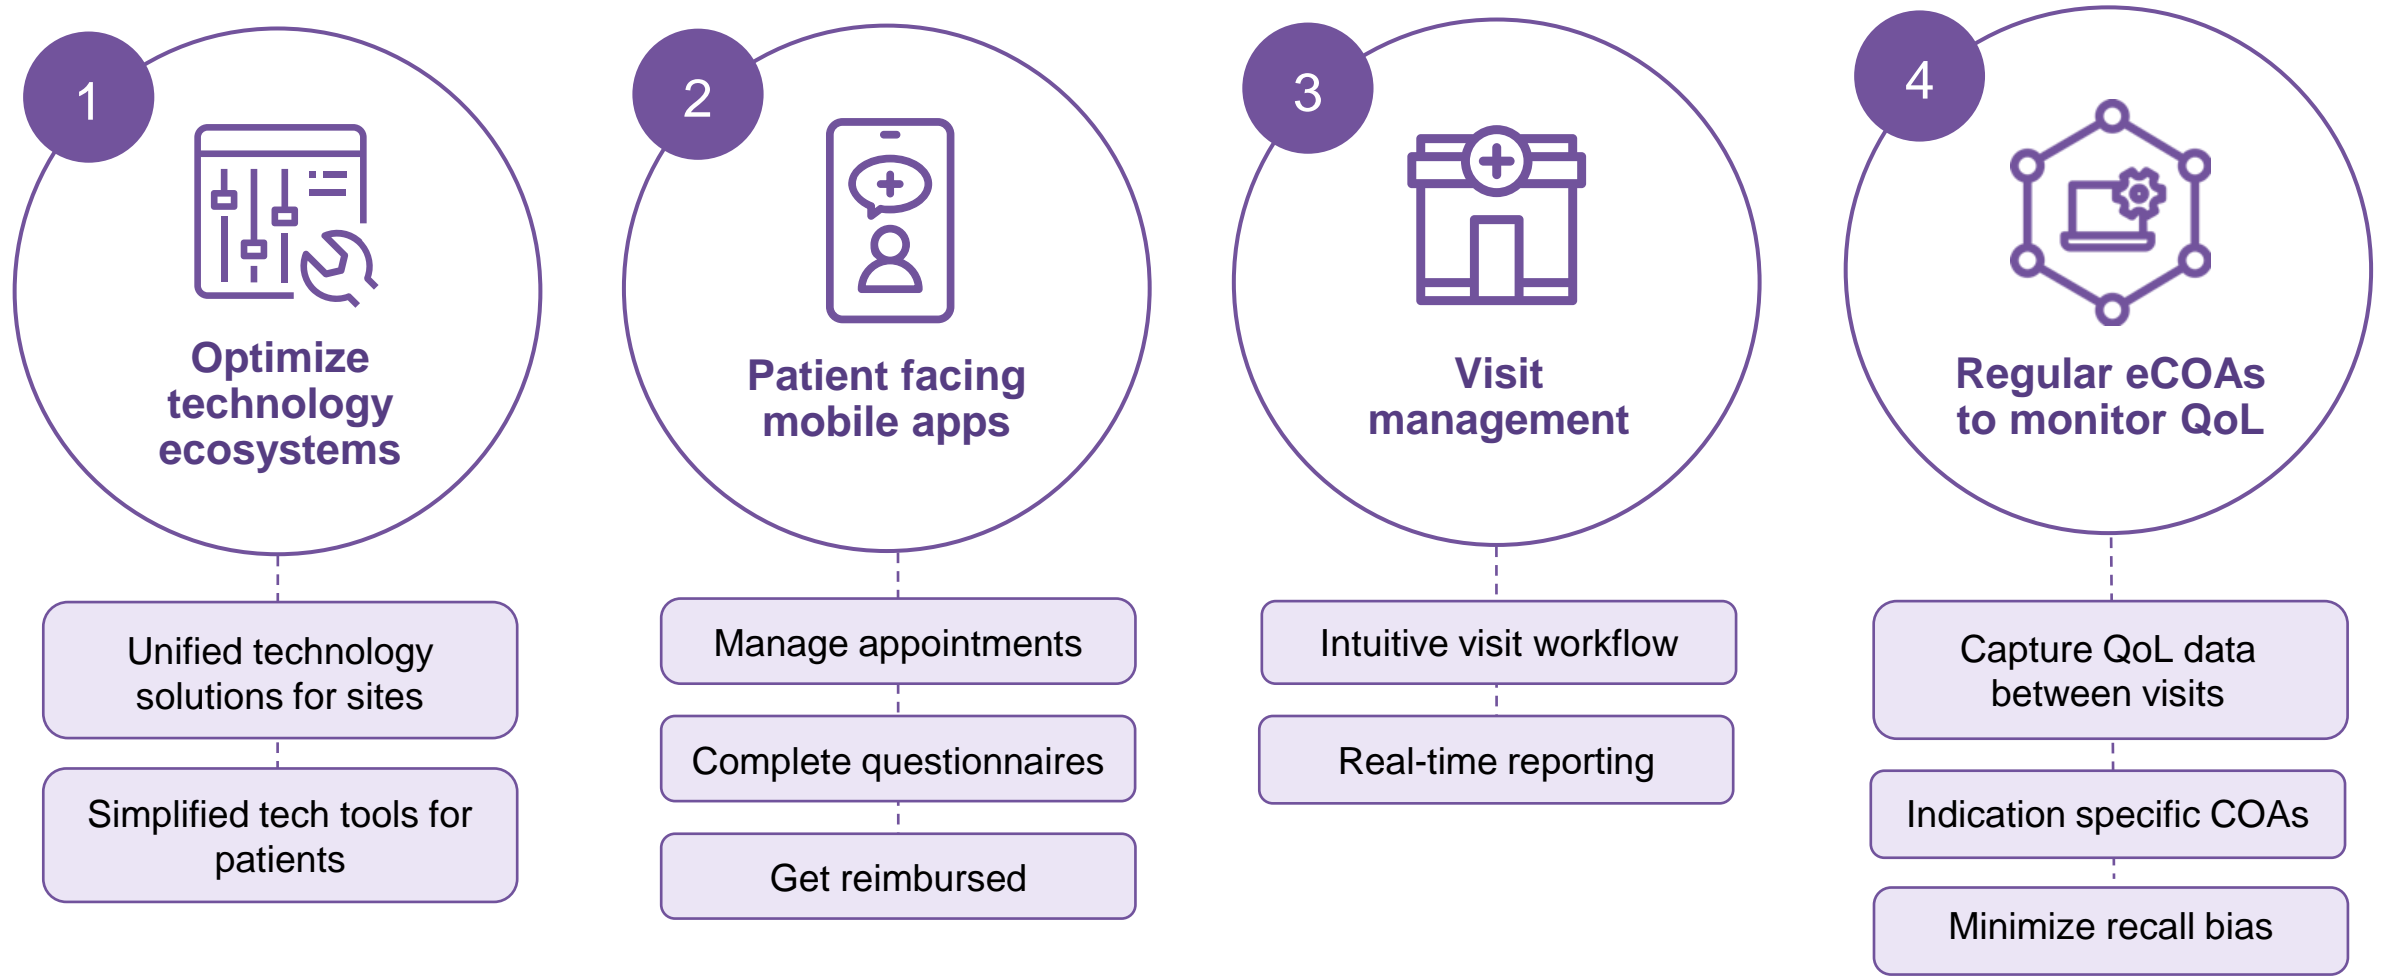 1
Optimize
technology
ecosystems
Unified technology
solutions for sites
Simplified tech tools for
patients
2
Patient facing
mobile apps
Manage appointments
Complete questionnaires
Get reimbursed
3
Visit
management
Intuitive visit workflow
Real-time reporting
4
Regular eCOAs
to monitor QoL
Capture QoL data
between visits
Indication specific COAs
Minimize recall bias